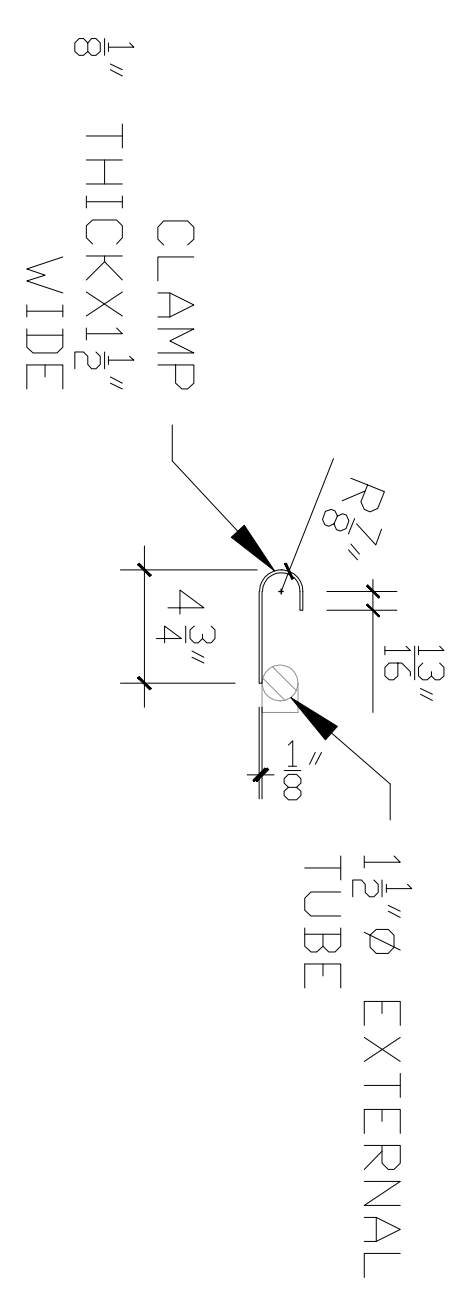 CLAMP
1/8" THICKX1 1/2"
WIDE
R7/8"
4 3/4"
13/16"
1/8"
1 1/2"Ø EXTERNAL
TUBE